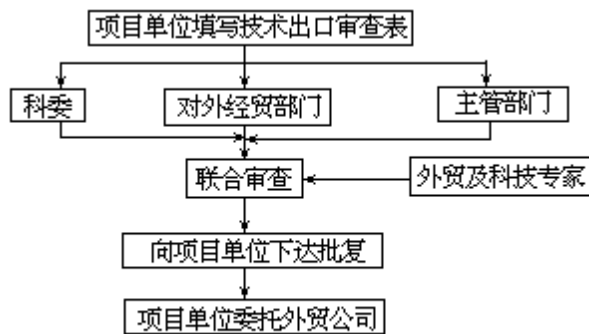 项目单位填写技术出口审查表
科委
对外经贸部门
主管部门
联合审查
外贸及科技专家
向项目单位下达批复
项目单位委托外贸公司